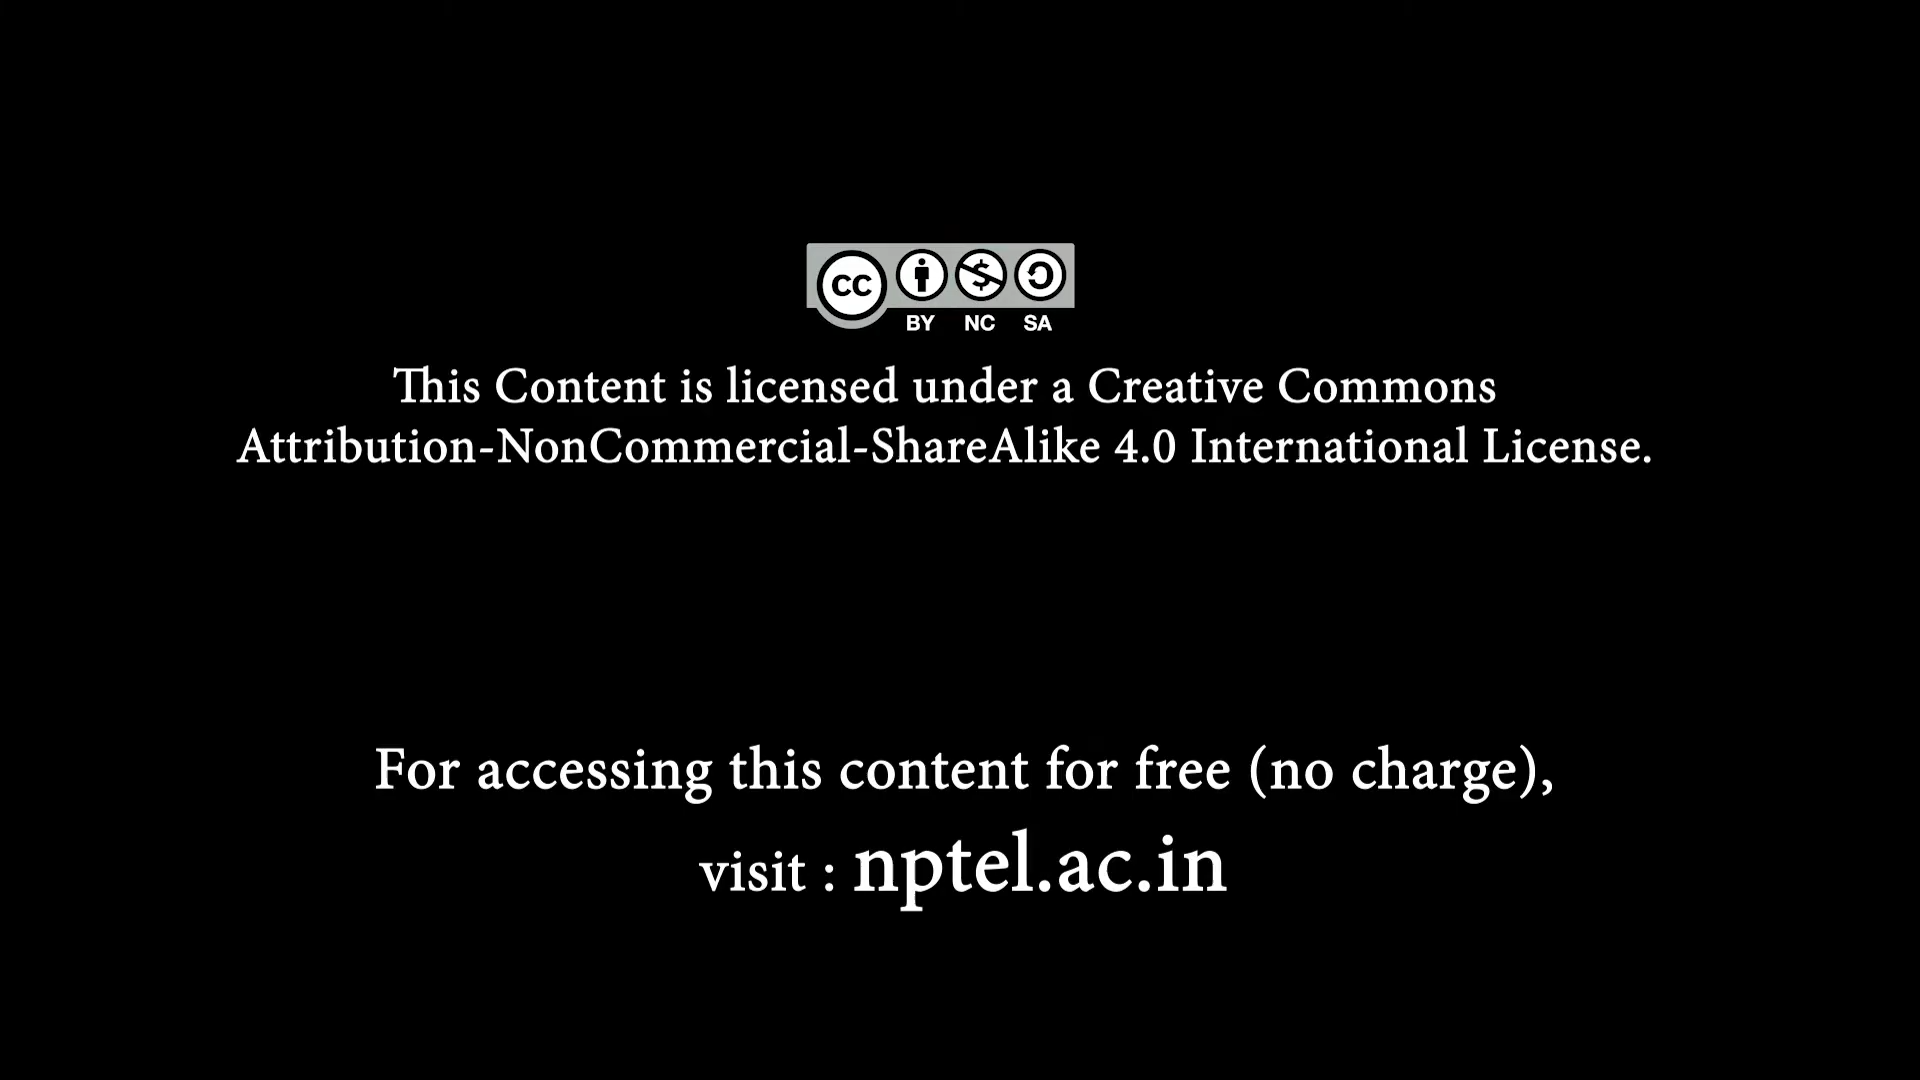 cc
BY NC SA
This Content is licensed under a Creative Commons
Attribution-NonCommercial-ShareAlike 4.0 International License.
For accessing this content for free (no charge),
visit : nptel.ac.in